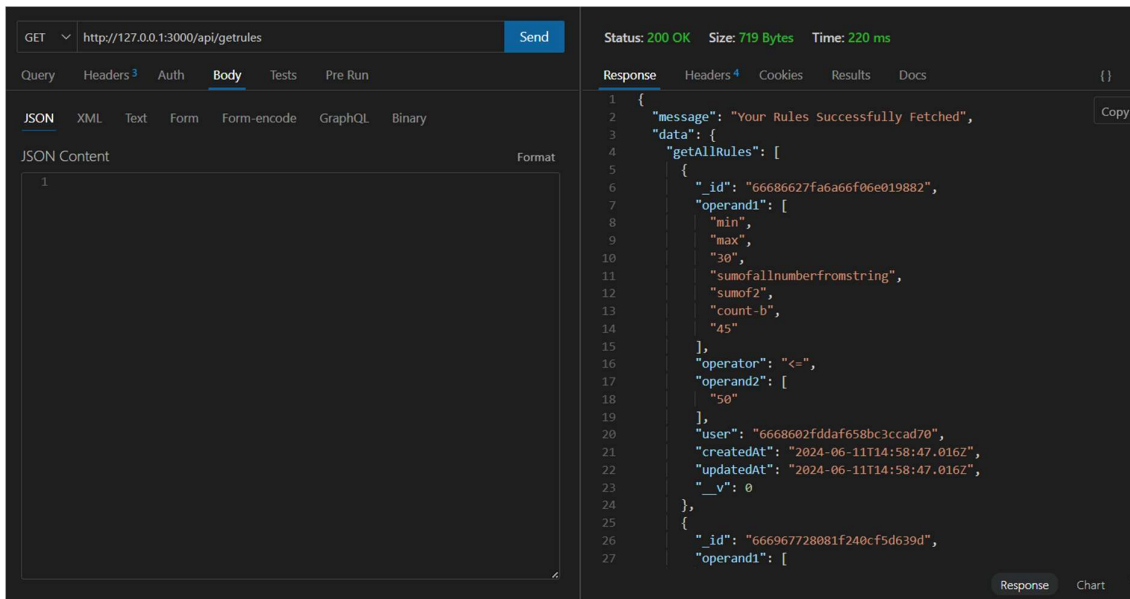 GET http://127.0.0.1:3000/api/getrules Send
Query Headers 3 Auth Body Tests Pre Run
JSON XML Text Form Form-encode GraphQL Binary
JSON Content Format
1
Status: 200 OK Size: 719 Bytes Time: 220 ms
Response Headers 4 Cookies Results Docs {}
Copy
1 {
2 "message": "Your Rules Successfully Fetched",
3 "data": {
4 "getAllRules": [
5 {
6 "_id": "66686627fa6a66f06e019882",
7 "operand1": [
8 "min",
9 "max",
10 "30",
11 "sumofallnumberfromstring",
12 "sumof2",
13 "count-b",
14 "45"
15 ],
16 "operator": "<=",
17 "operand2": [
18 "50"
19 ],
20 "user": "6668602fddaf658bc3ccad70",
21 "createdAt": "2024-06-11T14:58:47.016Z",
22 "updatedAt": "2024-06-11T14:58:47.016Z",
23 "__v": 0
24 },
25 {
26 "_id": "666967728081f240cf5d639d",
27 "operand1": [
Response Chart